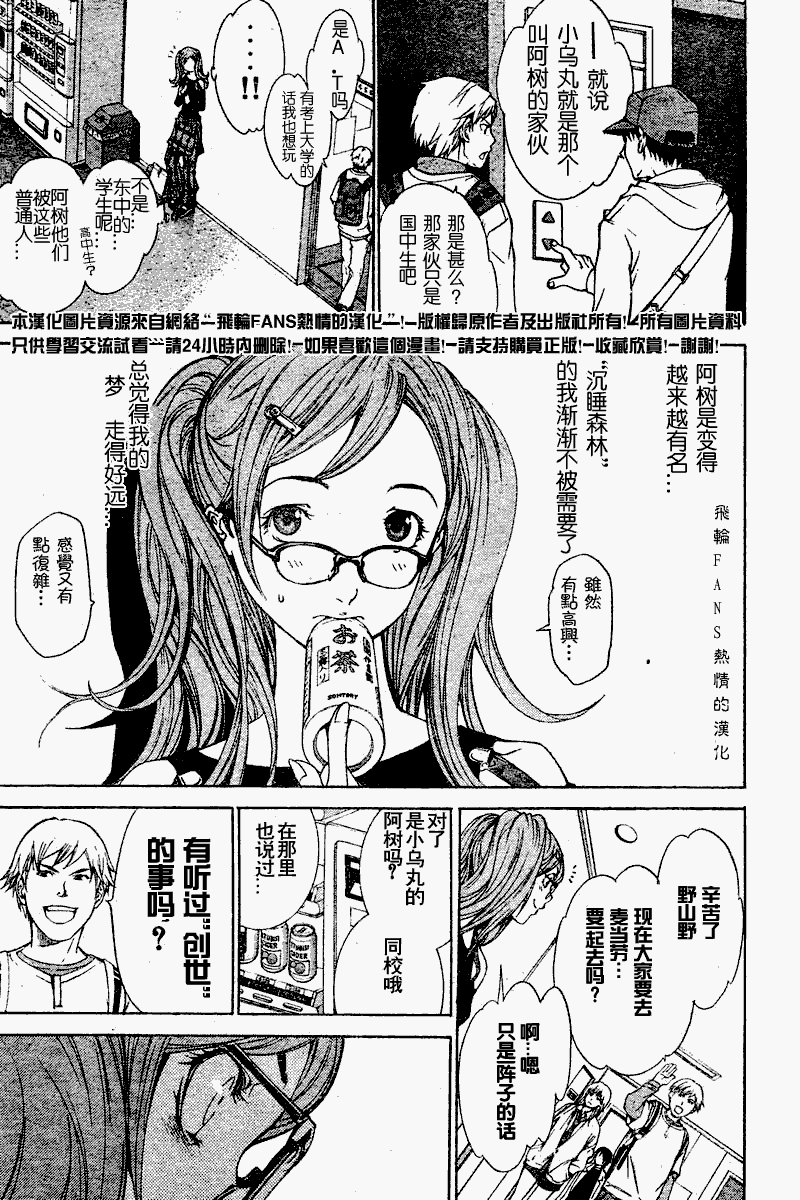 就说
小乌丸就是那个
叫阿树的家伙
那是甚么?
那家伙只是
国中生吧
是A.T吗
有考上大学的
话我也想玩
‥‥!!
不是…
东中的…
学生呢…
高中生?
阿树他们
被这些
普通人…
本漢化圖片資源來自網絡"飛輪FANS熱情的漢化"!—版權歸原作者及出版社所有!—所有圖片資料
只供學習交流試看—請24小時內刪除!—如果喜歡這個漫畫!—請支持購買正版!—收藏欣賞!—謝謝!
阿树是变得
越来越有名…
飛輪FANS熱情的漢化
"沉睡森林"
的我渐渐不被需要了
雖然
有點高興…
总觉得我的
梦 走得好远…
感覺又有
點復雜…
お茶
SUNTORY
辛苦了
野山野
现在大家要去
麦当劳…
要一起去吗?
啊…嗯
只是一阵子的话
对了
是小乌丸的
阿树吗?
同校哦
在那里
也说过…
有听过"创世"
的事吗?